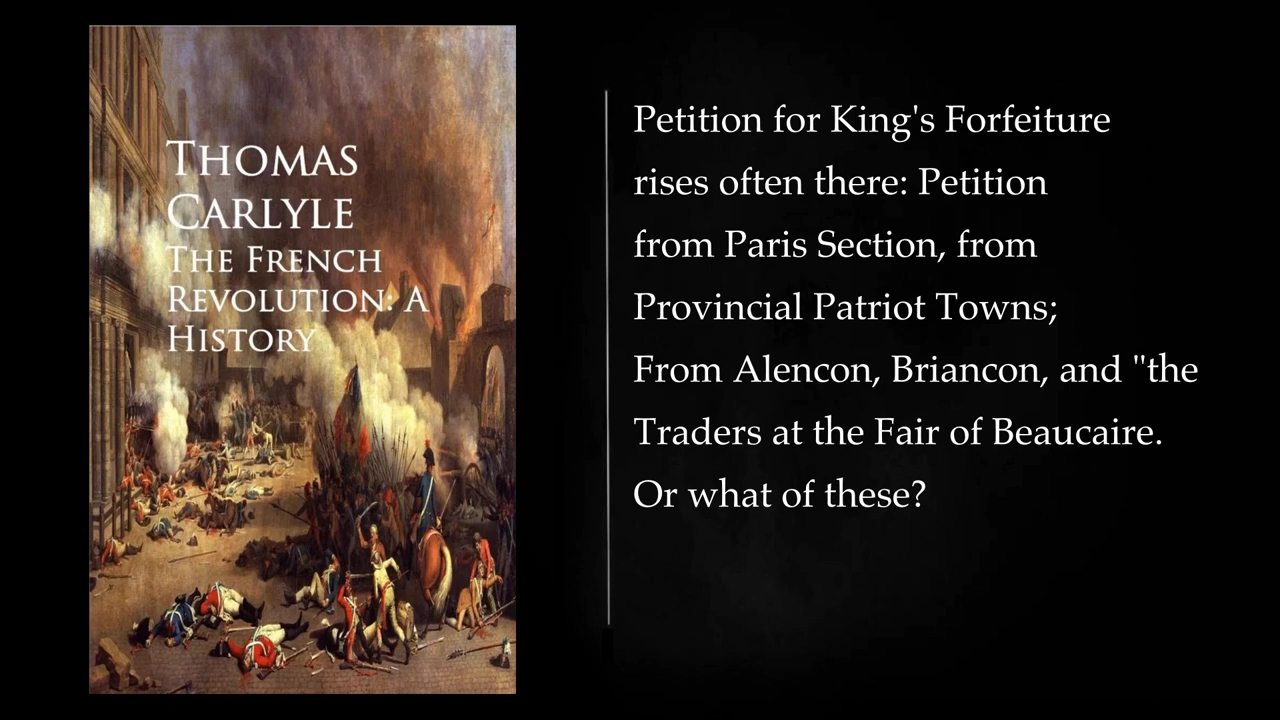 THOMAS
CARLYLE
THE FRENCH
REVOLUTION: A
HISTORY
Petition for King's Forfeiture
rises often there: Petition
from Paris Section, from
Provincial Patriot Towns;
From Alencon, Briancon, and "the
Traders at the Fair of Beaucaire.
Or what of these?